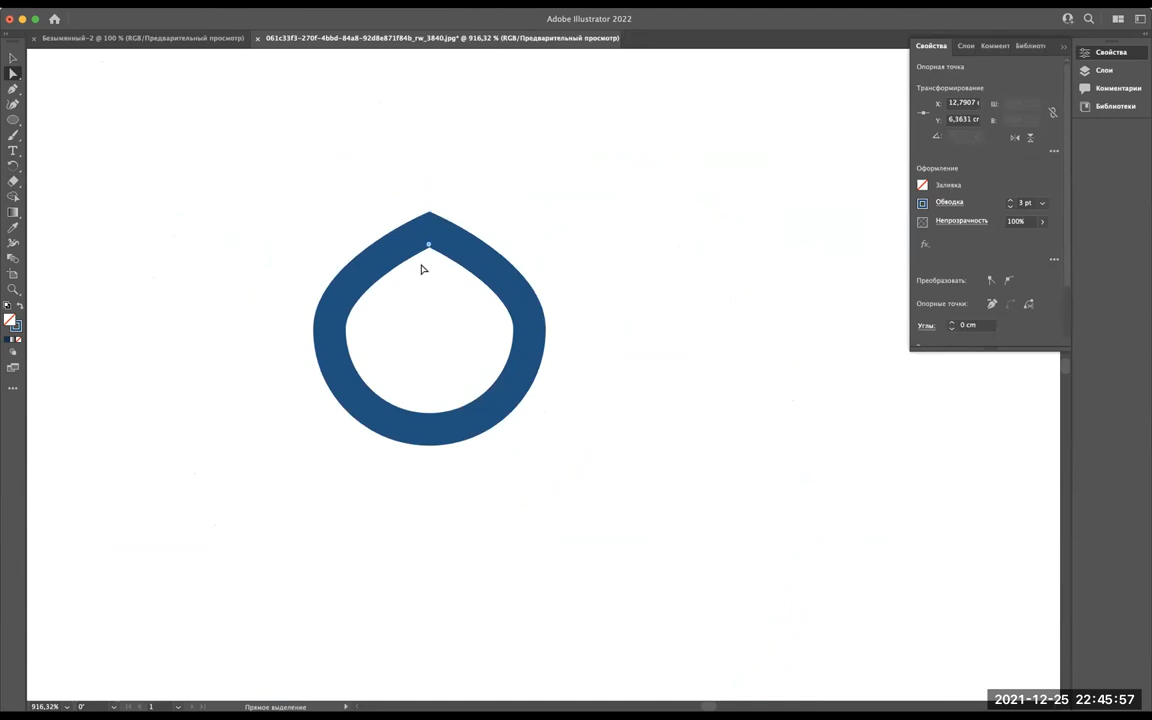 Adobe Illustrator 2022
Безымянный-2 @ 100 % (RGB/Предварительный просмотр)
061c33f3-270f-4bbd-84a8-92d8e871f84b_rw_3840.jpg* @ 916,32 % (RGB/Предварительный просмотр)
Свойства
Слои
Коммент
Библиот
Опорная точка
Трансформирование
X: 12,7907
Ш:
Y: 6,3631 cm
В:
Оформление
Заливка
Обводка
3 pt
Непрозрачность
100%
fx.
Преобразовать:
Опорные точки:
Углы:
0 cm
Свойства
Слои
Комментарии
Библиотеки
916,32%
0°
1
Прямое выделение
2021-12-25 22:45:57